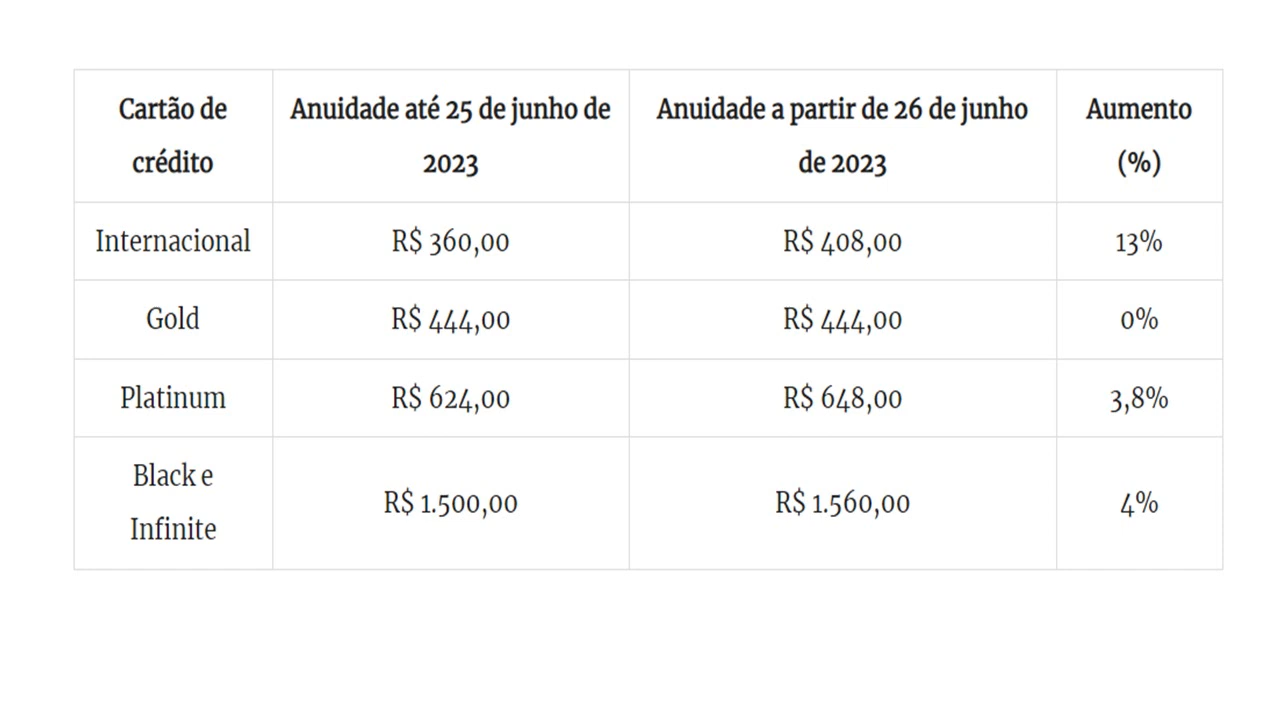 Cartão de crédito Anuidade até 25 de junho de 2023 Anuidade a partir de 26 de junho de 2023 Aumento (%)
Internacional R$ 360,00 R$ 408,00 13%
Gold R$ 444,00 R$ 444,00 0%
Platinum R$ 624,00 R$ 648,00 3,8%
Black e Infinite R$ 1.500,00 R$ 1.560,00 4%